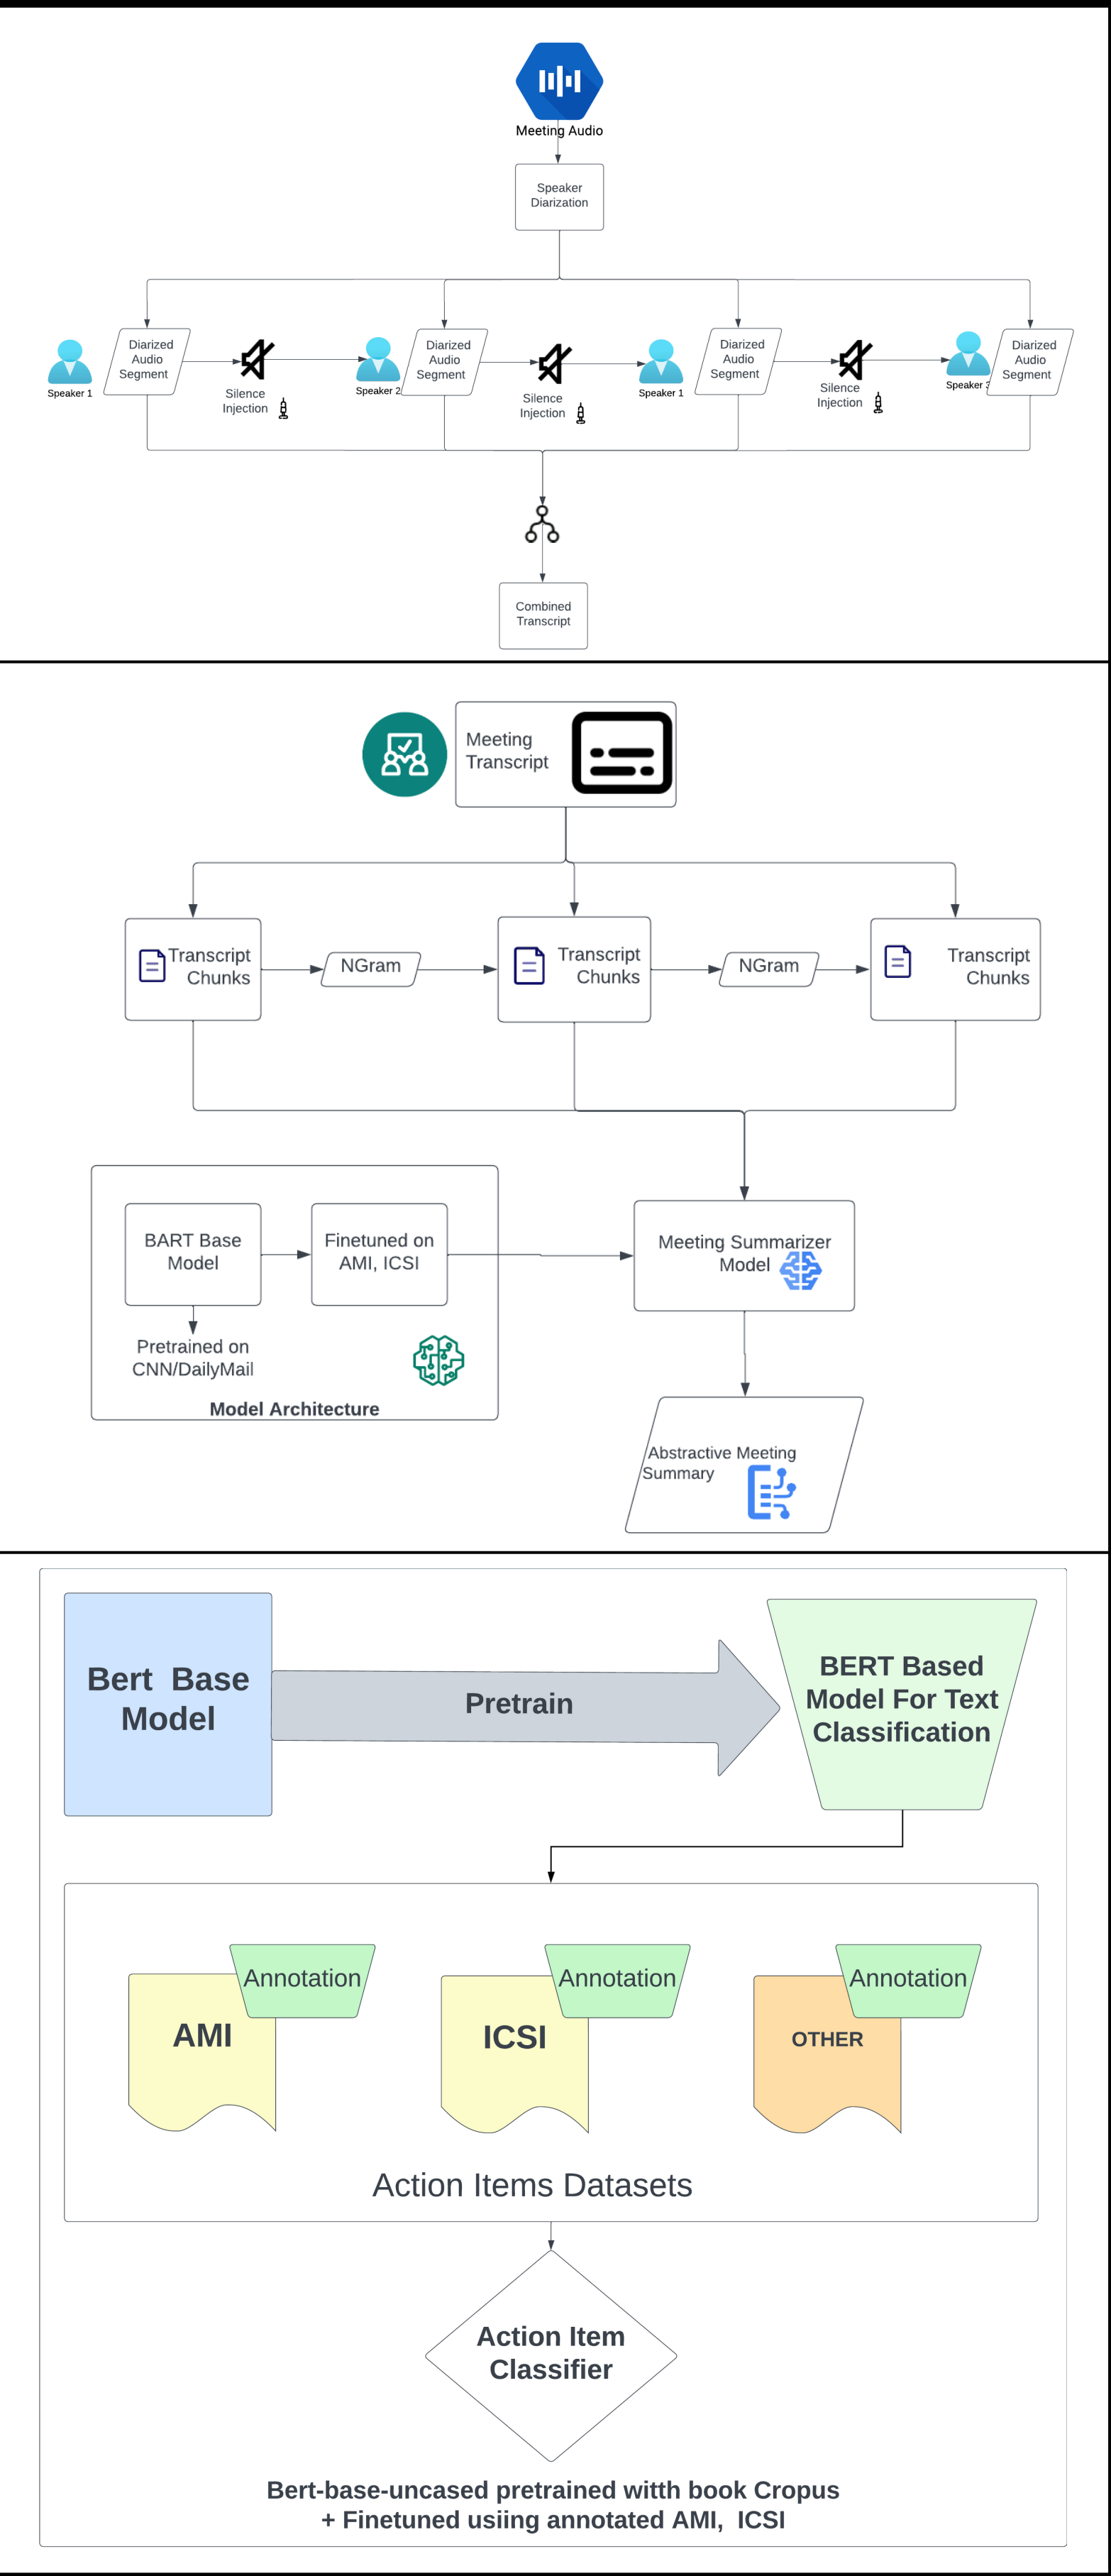 Meeting Audio
Speaker
Diarization
Speaker 1
Diarized
Audio
Segment
Silence
Injection
Speaker 2
Diarized
Audio
Segment
Silence
Injection
Speaker 1
Diarized
Audio
Segment
Silence
Injection
Speaker
Diarized
Audio
Segment
Combined
Transcript
Meeting
Transcript
Transcript
Chunks
NGram
Transcript
Chunks
NGram
Transcript
Chunks
BART Base
Model
Finetuned on
AMI, ICSI
Pretrained on
CNN/DailyMail
Model Architecture
Meeting Summarizer
Model
Abstractive Meeting
Summary
Bert Base
Model
Pretrain
BERT Based
Model For Text
Classification
Annotation
AMI
Annotation
ICSI
Annotation
OTHER
Action Items Datasets
Action Item
Classifier
Bert-base-uncased pretrained witth book Cropus
+ Finetuned usiing annotated AMI, ICSI